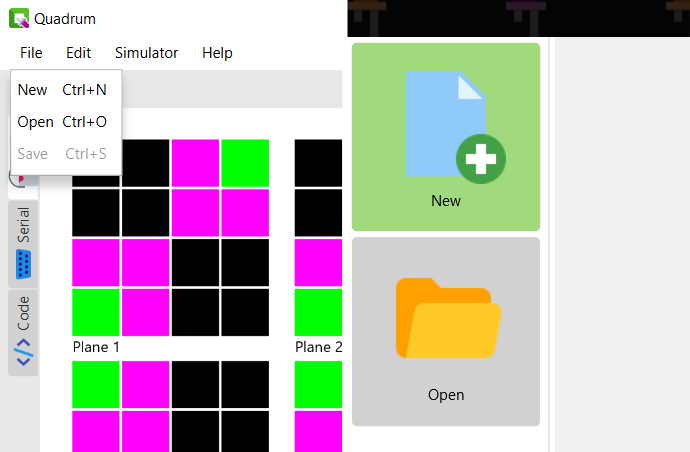 Quadrum
File Edit Simulator Help
New Ctrl+N
Open Ctrl+O
Save Ctrl+S
Serial
Code
Plane 1
Plane 2
New
Open